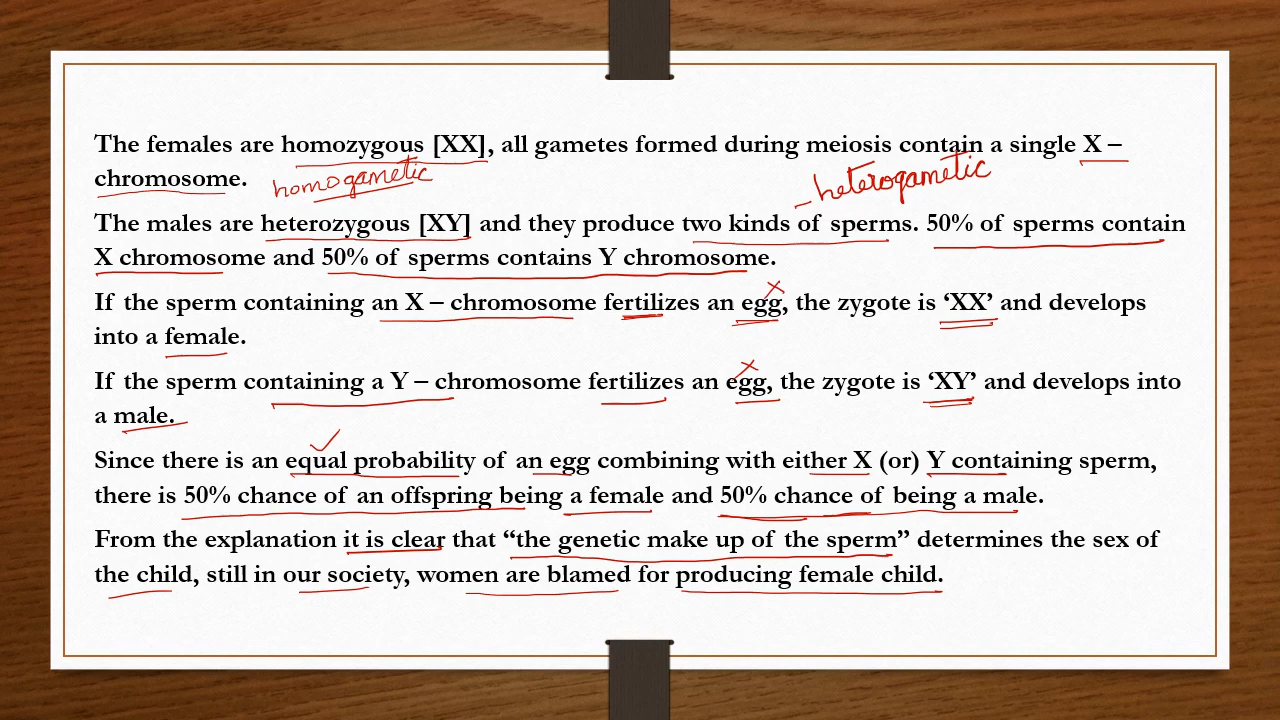 The females are homozygous [XX], all gametes formed during meiosis contain a single X –
chromosome.
homogametic
- heterogametic
The males are heterozygous [XY] and they produce two kinds of sperms. 50% of sperms contain
X chromosome and 50% of sperms contains Y chromosome.
X
If the sperm containing an X – chromosome fertilizes an egg, the zygote is ‘XX’ and develops
into a female.
X
If the sperm containing a Y – chromosome fertilizes an egg, the zygote is ‘XY’ and develops into
a male.
Since there is an equal probability of an egg combining with either X (or) Y containing sperm,
there is 50% chance of an offspring being a female and 50% chance of being a male.
From the explanation it is clear that “the genetic make up of the sperm” determines the sex of
the child, still in our society, women are blamed for producing female child.